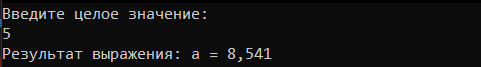 Введите целое значение:
5
Результат выражения: a = 8,541